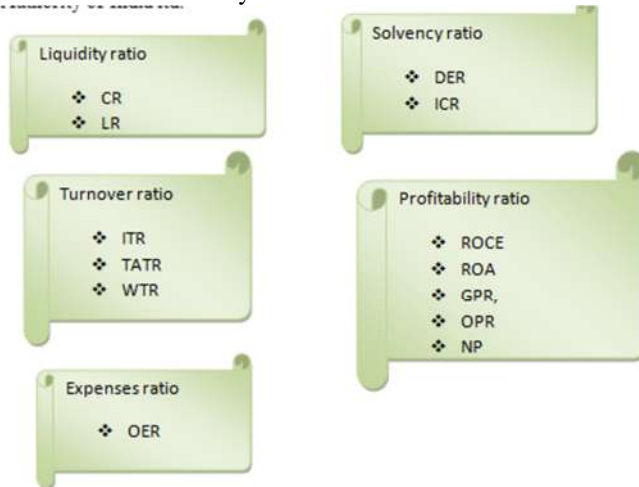 Liquidity ratio
❖ CR
❖ LR
Solvency ratio
❖ DER
❖ ICR
Turnover ratio
❖ ITR
❖ TATR
❖ WTR
Profitability ratio
❖ ROCE
❖ ROA
❖ GPR,
❖ OPR
❖ NP
Expenses ratio
❖ OER